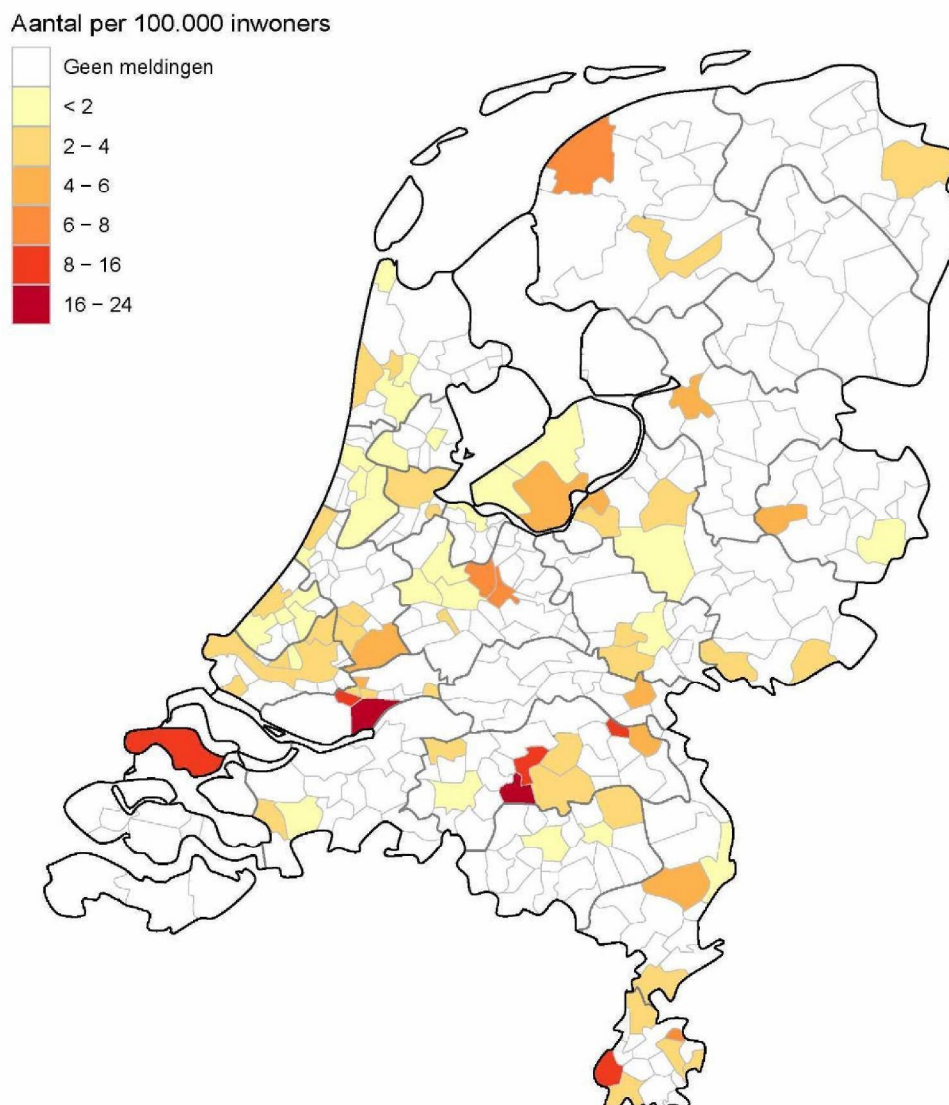 Aantal per 100.000 inwoners
Geen meldingen
< 2
2 – 4
4 – 6
6 – 8
8 – 16
16 – 24